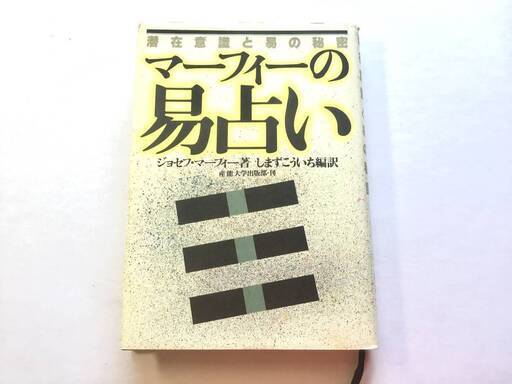 潜在意識と易の秘密
マーフィーの
易占い
ジョセフ・マーフィー著 しまずこういち編訳
産能大学出版部・刊